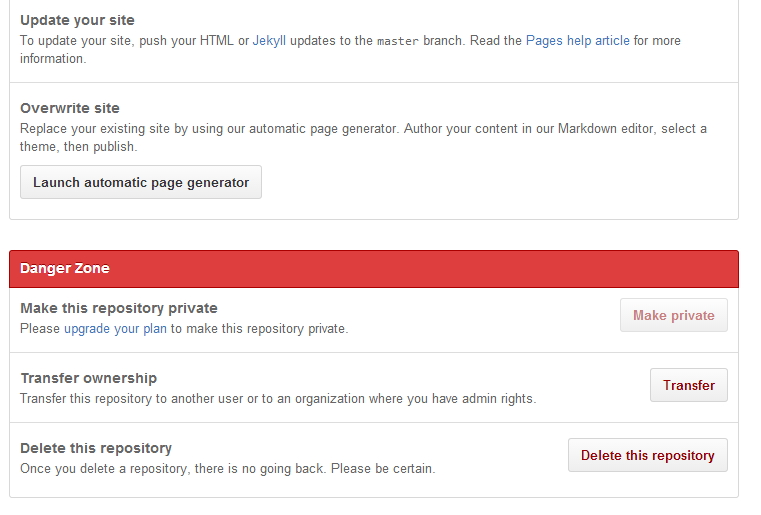 Update your site
To update your site, push your HTML or Jekyll updates to the master branch. Read the Pages help article for more
information.
Overwrite site
Replace your existing site by using our automatic page generator. Author your content in our Markdown editor, select a
theme, then publish.
Launch automatic page generator
Danger Zone
Make this repository private
Please upgrade your plan to make this repository private.
Make private
Transfer ownership
Transfer this repository to another user or to an organization where you have admin rights.
Transfer
Delete this repository
Once you delete a repository, there is no going back. Please be certain.
Delete this repository